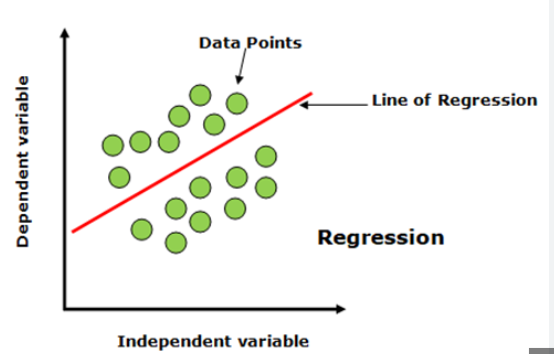 Data Points
Line of Regression
Dependent variable
Regression
Independent variable